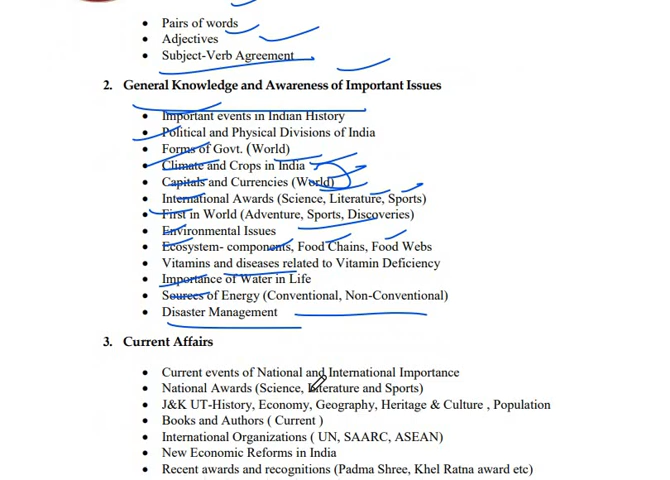 • Pairs of words
• Adjectives
• Subject-Verb Agreement
2. General Knowledge and Awareness of Important Issues
• Important events in Indian History
• Political and Physical Divisions of India
• Forms of Govt. (World)
• Climate and Crops in India
• Capitals and Currencies (World)
• International Awards (Science, Literature, Sports)
• First in World (Adventure, Sports, Discoveries)
• Environmental Issues
• Ecosystem- components, Food Chains, Food Webs
• Vitamins and diseases related to Vitamin Deficiency
• Importance of Water in Life
• Sources of Energy (Conventional, Non-Conventional)
• Disaster Management
3. Current Affairs
• Current events of National and International Importance
• National Awards (Science, Literature and Sports)
• J&K UT-History, Economy, Geography, Heritage & Culture , Population
• Books and Authors ( Current )
• International Organizations ( UN, SAARC, ASEAN)
• New Economic Reforms in India
• Recent awards and recognitions (Padma Shree, Khel Ratna award etc)